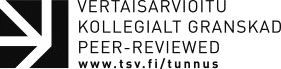 VERTAISARVIOITU
KOLLEGIALT GRANSKAD
PEER-REVIEWED
www.tsv.fi/tunnus